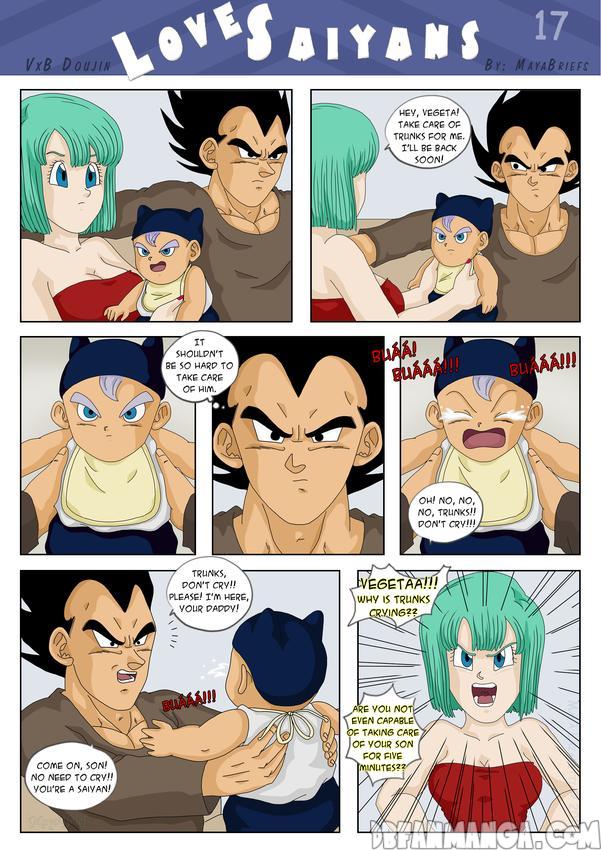 VxB Doujin
Love Saiyans
By: MayaBriefs
17
HEY, VEGETA!
TAKE CARE OF
TRUNKS FOR ME.
I'LL BE BACK
SOON!
IT
SHOULDN'T
BE SO HARD TO
TAKE CARE
OF HIM.
BUÁÁ!
BUÁÁÁ!!!
BUÁÁÁ!!!
OH! NO, NO,
NO, TRUNKS!!
DON'T CRY!!!
TRUNKS,
DON'T CRY!!
PLEASE! I'M HERE,
YOUR DADDY!
BUÁÁÁ!!!
COME ON, SON!
NO NEED TO CRY!!
YOU'RE A SAIYAN!
VEGETAA!!!
WHY IS TRUNKS
CRYING??
ARE YOU NOT
EVEN CAPABLE
OF TAKING CARE
OF YOUR SON
FOR FIVE
MINUTES??
DBFANMANGA.COM